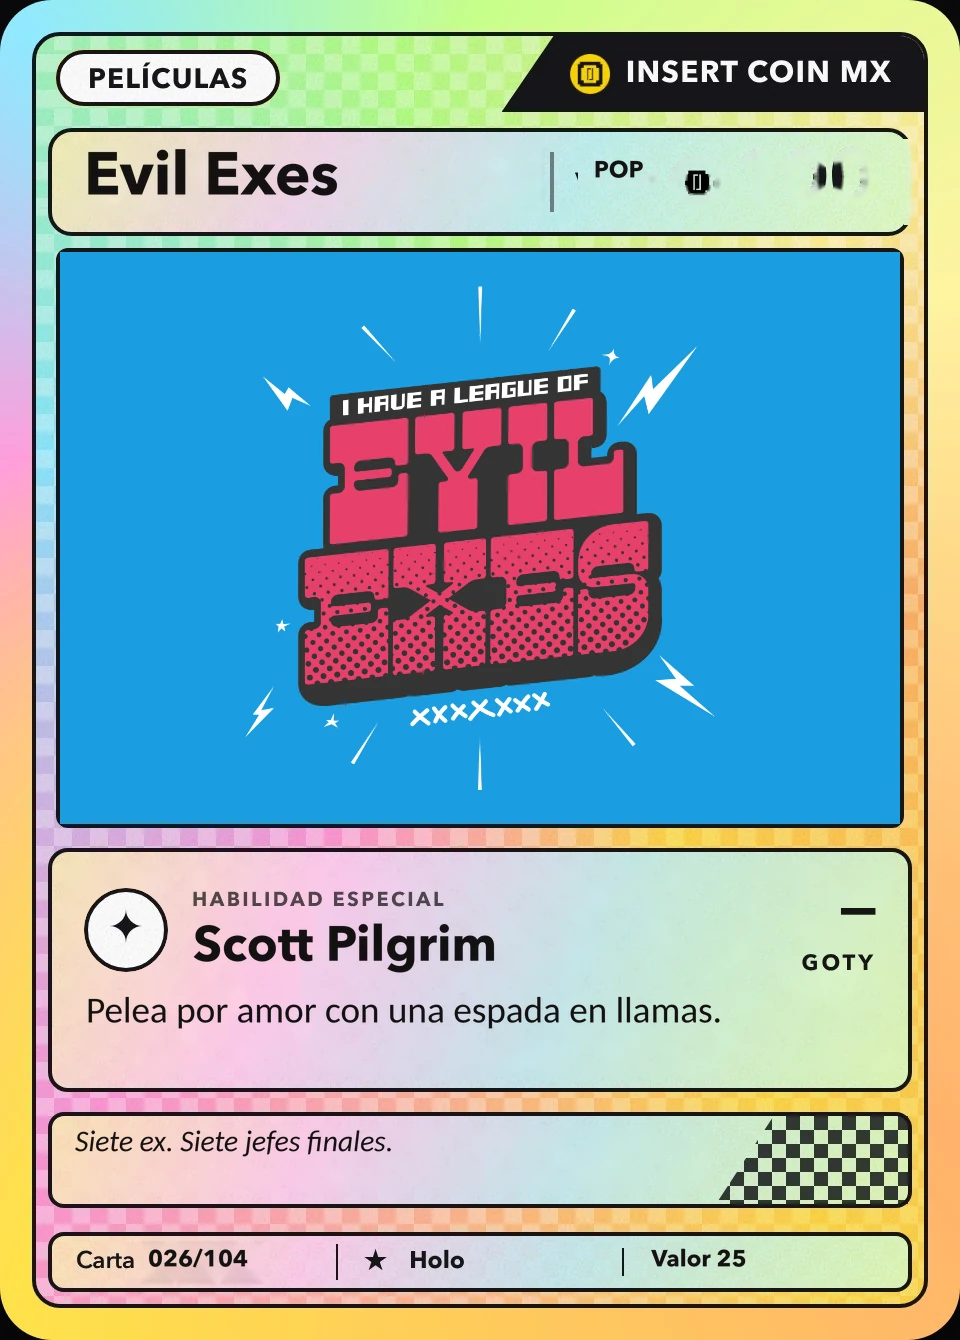 PELÍCULAS
INSERT COIN MX
Evil Exes
POP
I HAVE A LEAGUE OF
EVIL
EXES
XXXXXXX
HABILIDAD ESPECIAL
Scott Pilgrim
GOTY
Pelea por amor con una espada en llamas.
Siete ex. Siete jefes finales.
Carta 026/104
★ Holo
Valor 25